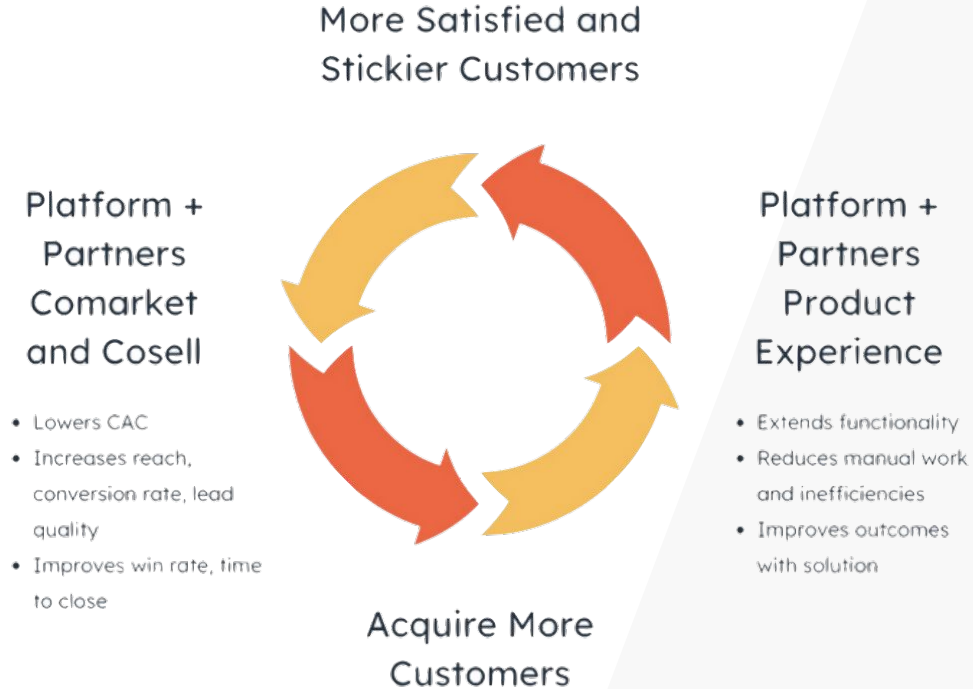 More Satisfied and
Stickier Customers
Platform +
Partners
Comarket
and Cosell
• Lowers CAC
• Increases reach,
conversion rate, lead
quality
• Improves win rate, time
to close
Platform +
Partners
Product
Experience
• Extends functionality
• Reduces manual work
and inefficiencies
• Improves outcomes
with solution
Acquire More
Customers